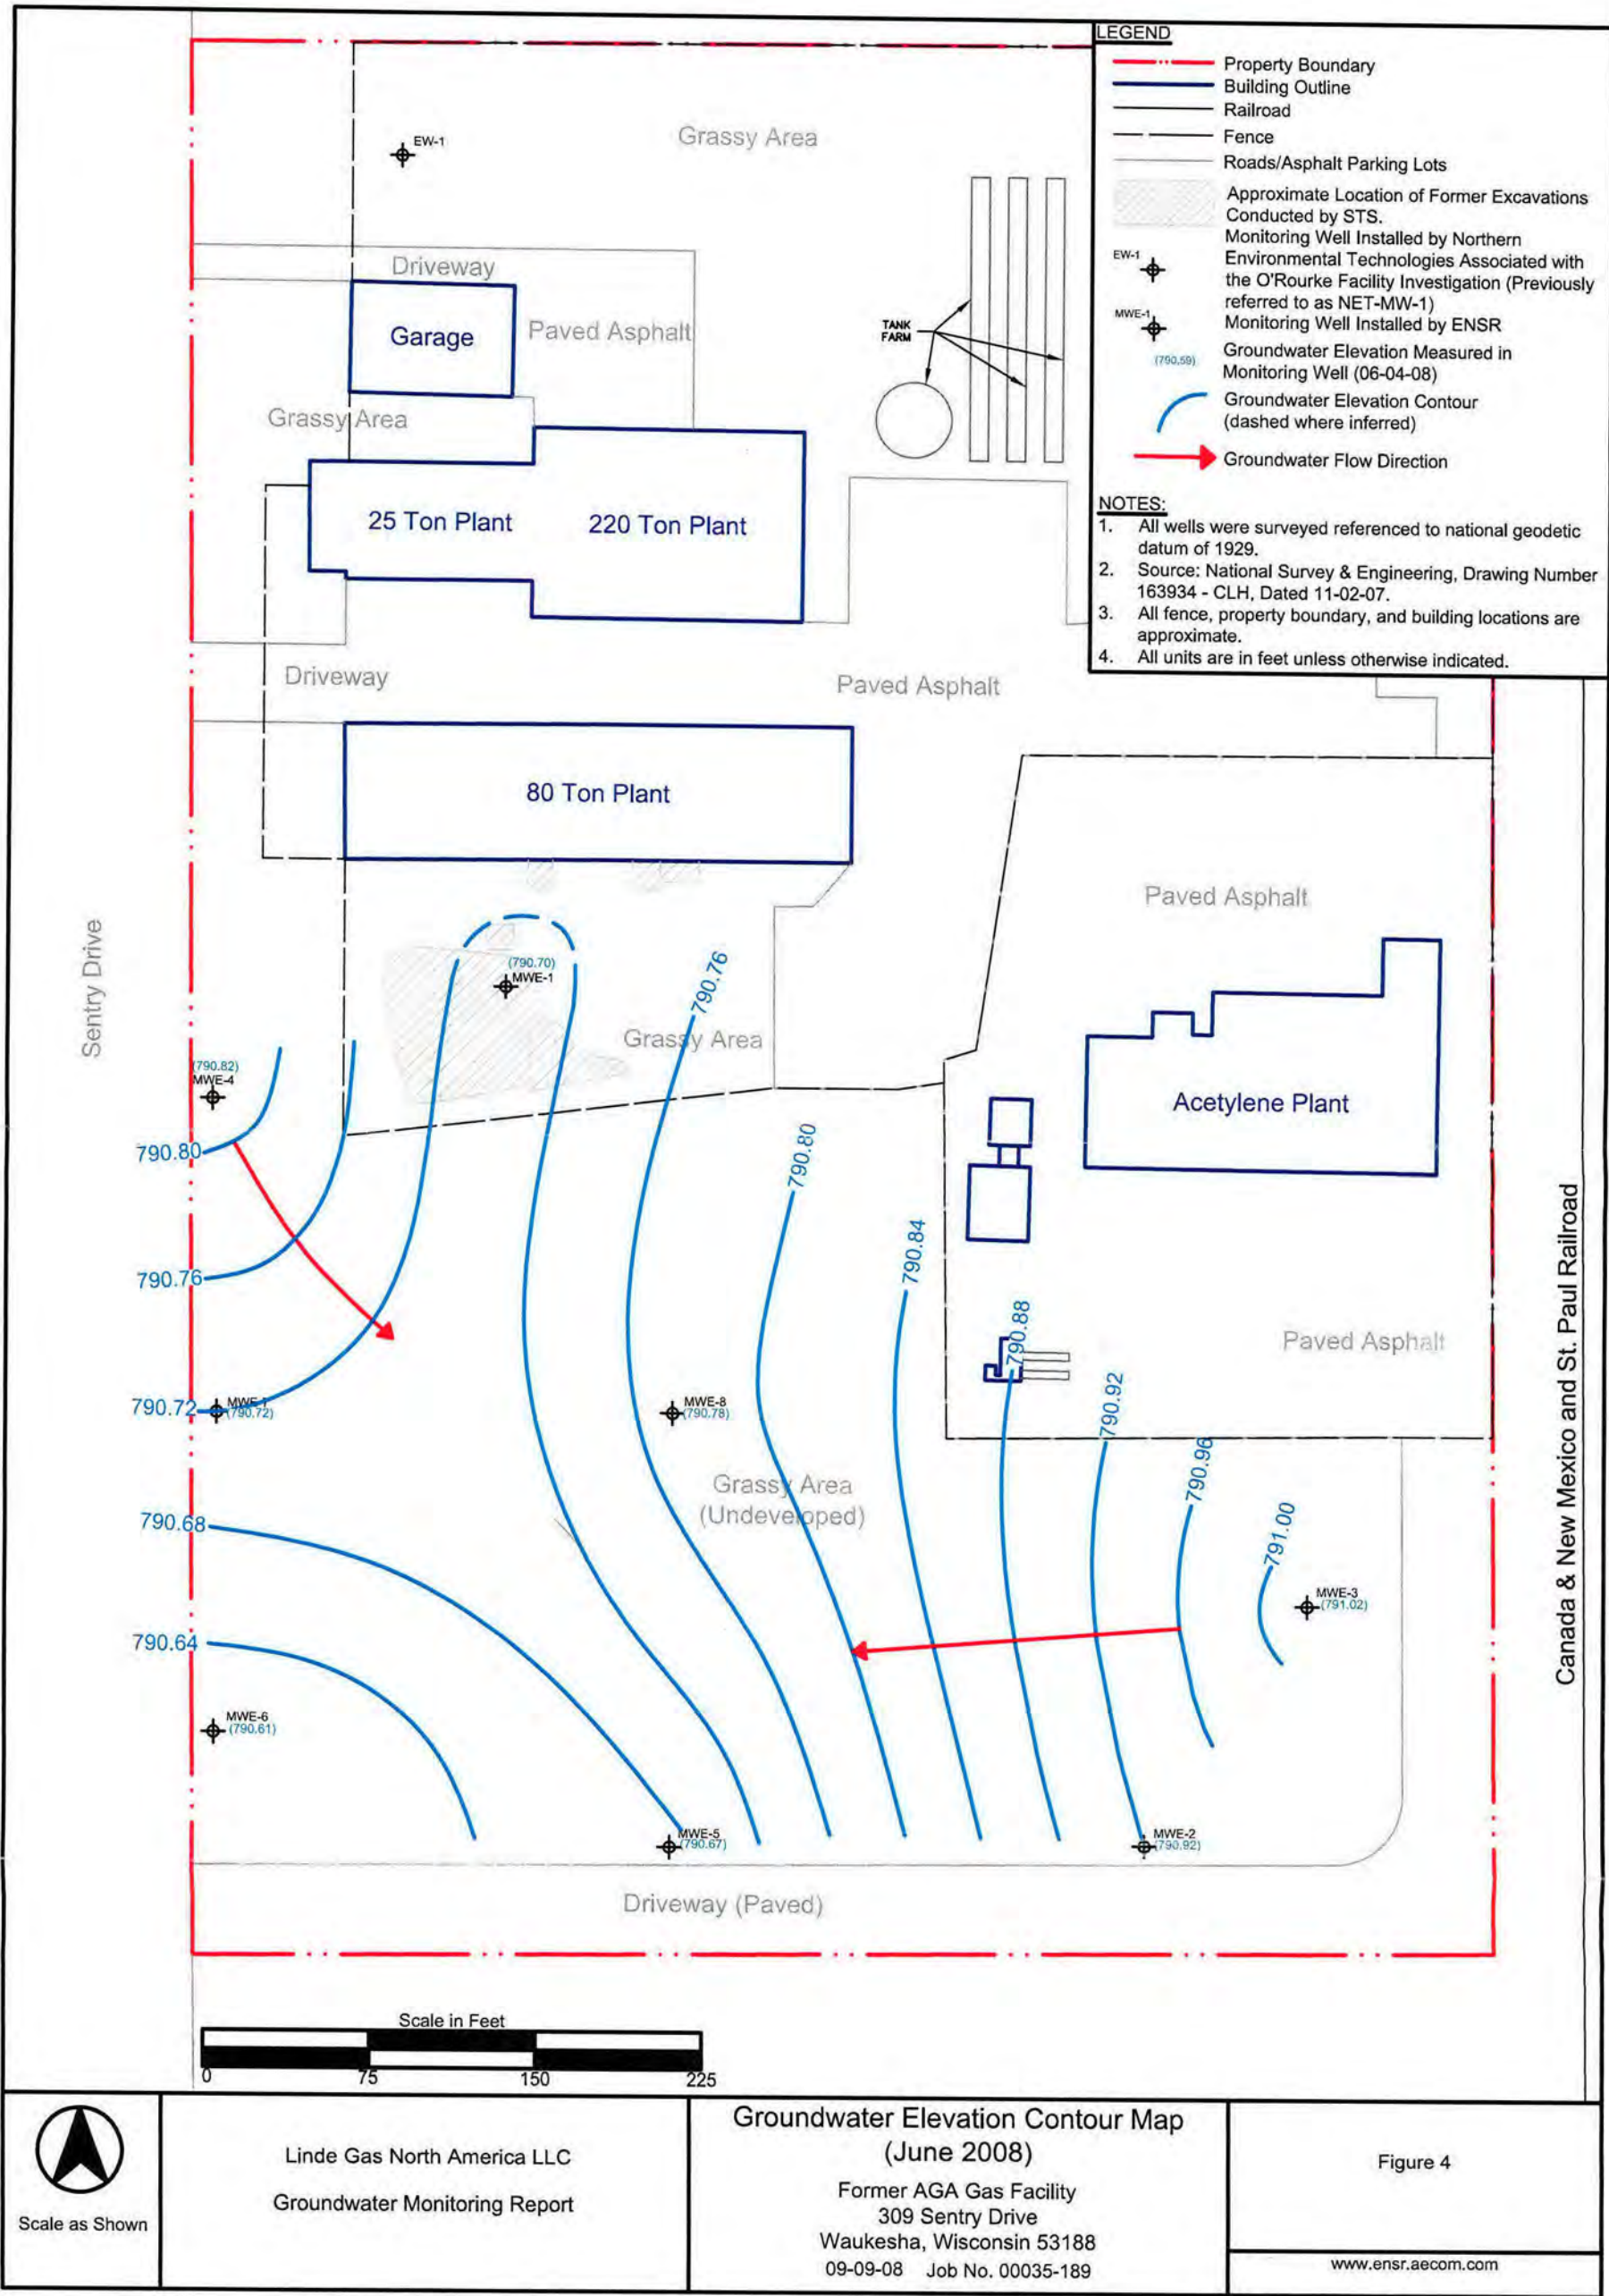 LEGEND
Property Boundary
Building Outline
Railroad
Fence
Roads/Asphalt Parking Lots
Approximate Location of Former Excavations
Conducted by STS.
EW-1
Monitoring Well Installed by Northern
Environmental Technologies Associated with
the O'Rourke Facility Investigation (Previously
referred to as NET-MW-1)
MWE-1
Monitoring Well Installed by ENSR
(790.59)
Groundwater Elevation Measured in
Monitoring Well (06-04-08)
Groundwater Elevation Contour
(dashed where inferred)
Groundwater Flow Direction
NOTES:
1. All wells were surveyed referenced to national geodetic
datum of 1929.
2. Source: National Survey & Engineering, Drawing Number
163934 - CLH, Dated 11-02-07.
3. All fence, property boundary, and building locations are
approximate.
4. All units are in feet unless otherwise indicated.
EW-1
Grassy Area
Driveway
Garage
Paved Asphalt
TANK
FARM
Grassy Area
25 Ton Plant
220 Ton Plant
Driveway
Paved Asphalt
80 Ton Plant
Paved Asphalt
Sentry Drive
(790.70)
MWE-1
790.76
Grassy Area
(790.82)
MWE-4
Acetylene Plant
790.80
790.80
790.84
790.76
790.88
Paved Asphalt
Canada & New Mexico and St. Paul Railroad
790.72
MWE-7
(790.72)
MWE-8
(790.78)
790.92
790.96
Grassy Area
(Undeveloped)
790.68
791.00
MWE-3
(791.02)
790.64
MWE-6
(790.61)
MWE-5
(790.67)
MWE-2
(790.92)
Driveway (Paved)
Scale in Feet
0
75
150
225
Scale as Shown
Linde Gas North America LLC
Groundwater Monitoring Report
Groundwater Elevation Contour Map
(June 2008)
Former AGA Gas Facility
309 Sentry Drive
Waukesha, Wisconsin 53188
09-09-08 Job No. 00035-189
Figure 4
www.ensr.aecom.com